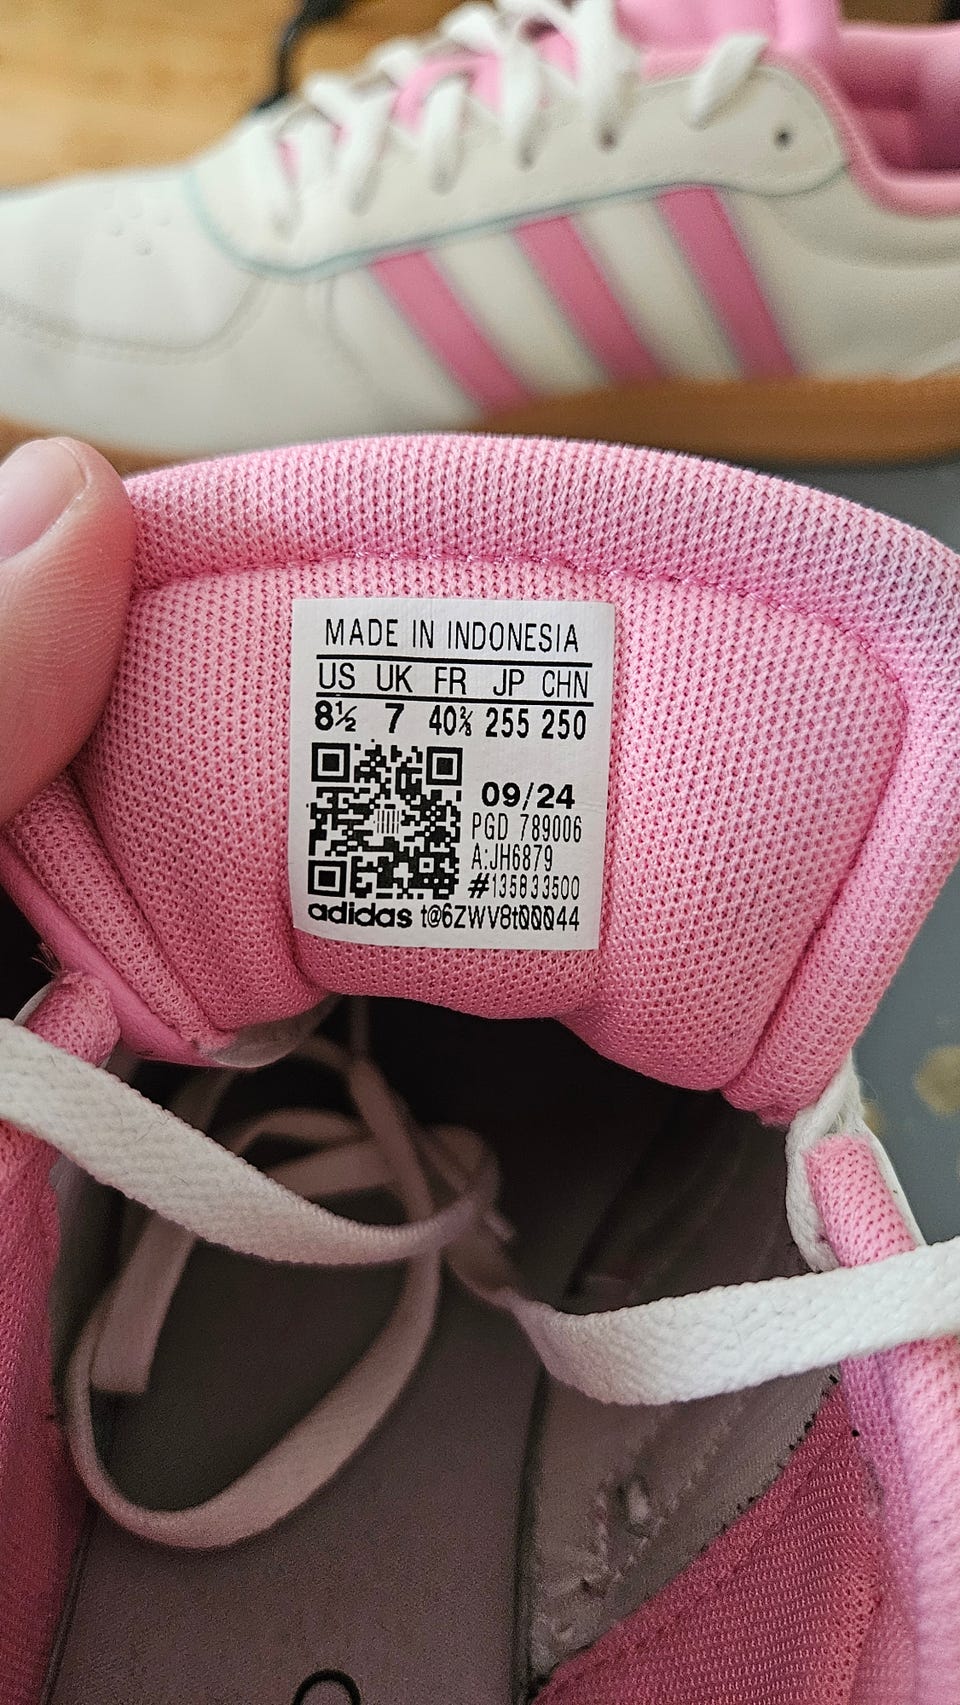 MADE IN INDONESIA
US UK FR JP CHN
8½ 7 40⅔ 255 250
09/24
PGD 789006
A:JH6879
#135833500
adidas t@6ZWV8t00044